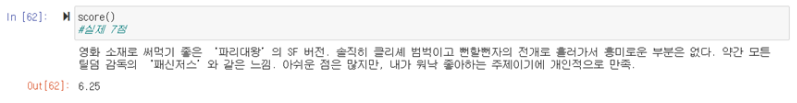 In [62]: score()
#실제 7점
영화 소재로 써먹기 좋은 '파리대왕'의 SF 버전. 솔직히 클리셰 범벅이고 뻔할뻔자의 전개로 흘러가서 흥미로운 부분은 없다. 약간 모튼
틸덤 감독의 '패신저스'와 같은 느낌. 아쉬운 점은 많지만, 내가 워낙 좋아하는 주제이기에 개인적으로 만족.
Out[62]: 6.25